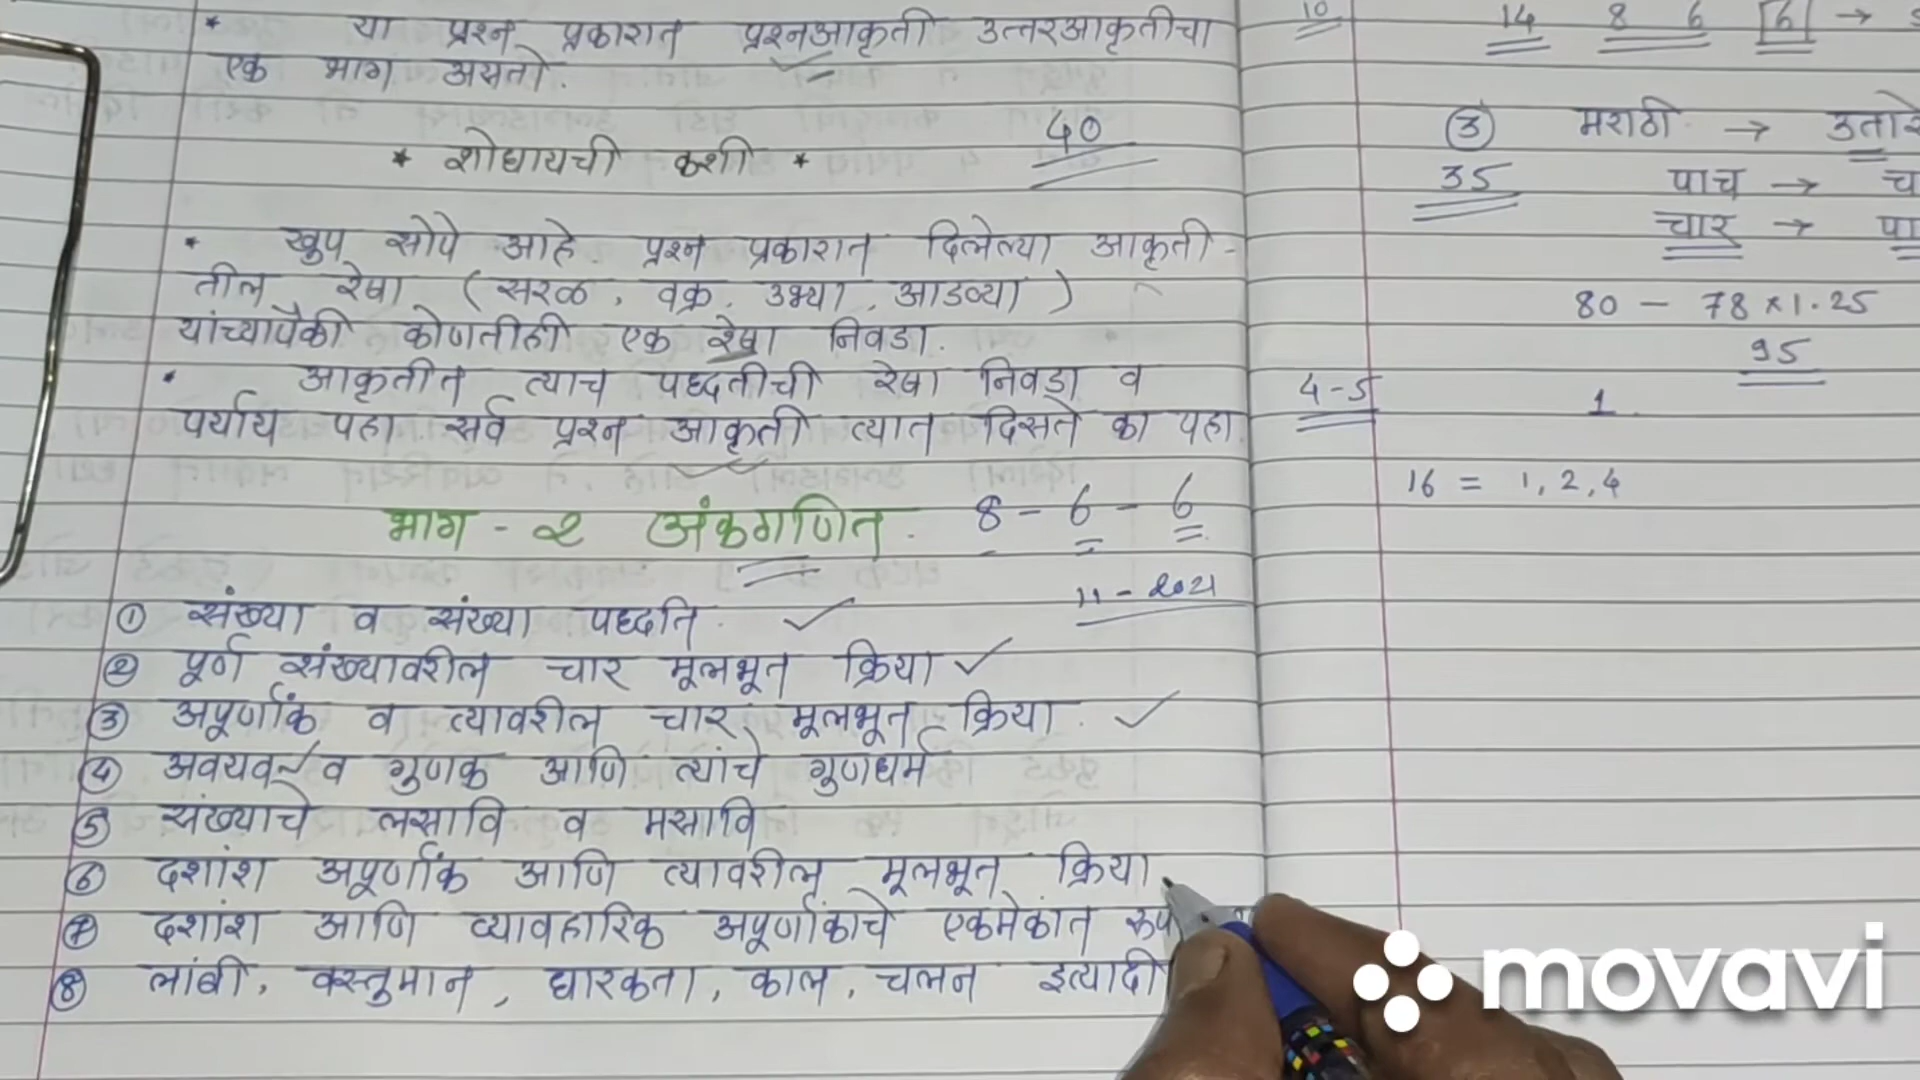 * या प्रश्न प्रकारात प्रश्नआकृती उत्तरआकृतीचा
एक भाग असतो.
40
* शोधायची कशी *
* खुप सोपे आहे. प्रश्न प्रकारात दिलेल्या आकृती-
तील रेषा (सरळ, वक्र, उभ्या, आडव्या)
यांच्यापैकी कोणतीही एक रेषा निवडा.
• आकृतीत त्याच पध्दतीची रेषा निवडा व
पर्याय पहा. सर्व प्रश्न आकृती त्यात दिसते का पहा.
भाग - २ अंकगणित. 8 - 6 - 6
11 - 2021
① संख्या व संख्या पध्दति.
② पूर्ण संख्यावरील चार मूलभूत क्रिया
③ अपूर्णांक व त्यावरील चार मूलभूत क्रिया.
④ अवयव व गुणक आणि त्यांचे गुणधर्म
⑤ संख्याचे लसावि व मसावि
⑥ दशांश अपूर्णांक आणि त्यावरील मूलभूत क्रिया
⑦ दशांश आणि व्यावहारिक अपूर्णांकाचे एकमेकांत रूप
⑧ लांबी, वस्तुमान, धारकता, काल, चलन इत्यादी
10 14 8 6 6 →
③ मराठी → उतारे
35 पाच → च
चार → पा
80 - 78 × 1.25
95
4-5 1.
16 = 1, 2, 4
movavi